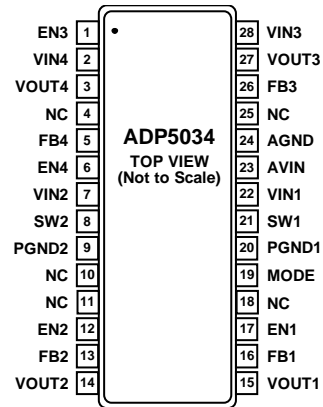 EN3 1 28 VIN3
VIN4 2 27 VOUT3
VOUT4 3 26 FB3
NC 4 25 NC
FB4 5 ADP5034 24 AGND
EN4 6 TOP VIEW 23 AVIN
(Not to Scale)
VIN2 7 22 VIN1
SW2 8 21 SW1
PGND2 9 20 PGND1
NC 10 19 MODE
NC 11 18 NC
EN2 12 17 EN1
FB2 13 16 FB1
VOUT2 14 15 VOUT1